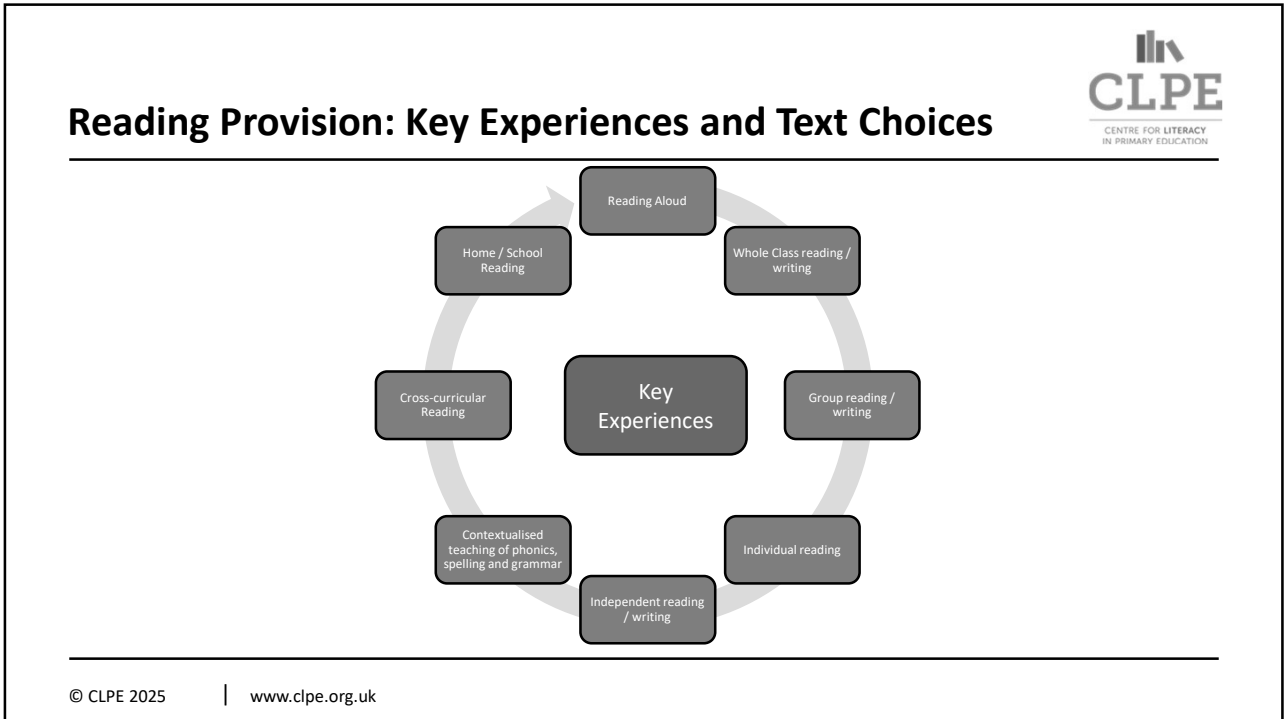 CLPE
CENTRE FOR LITERACY
IN PRIMARY EDUCATION
Reading Provision: Key Experiences and Text Choices
Reading Aloud
Whole Class reading /
writing
Group reading /
writing
Individual reading
Independent reading
/ writing
Contextualised
teaching of phonics,
spelling and grammar
Cross-curricular
Reading
Home / School
Reading
Key
Experiences
© CLPE 2025 | www.clpe.org.uk